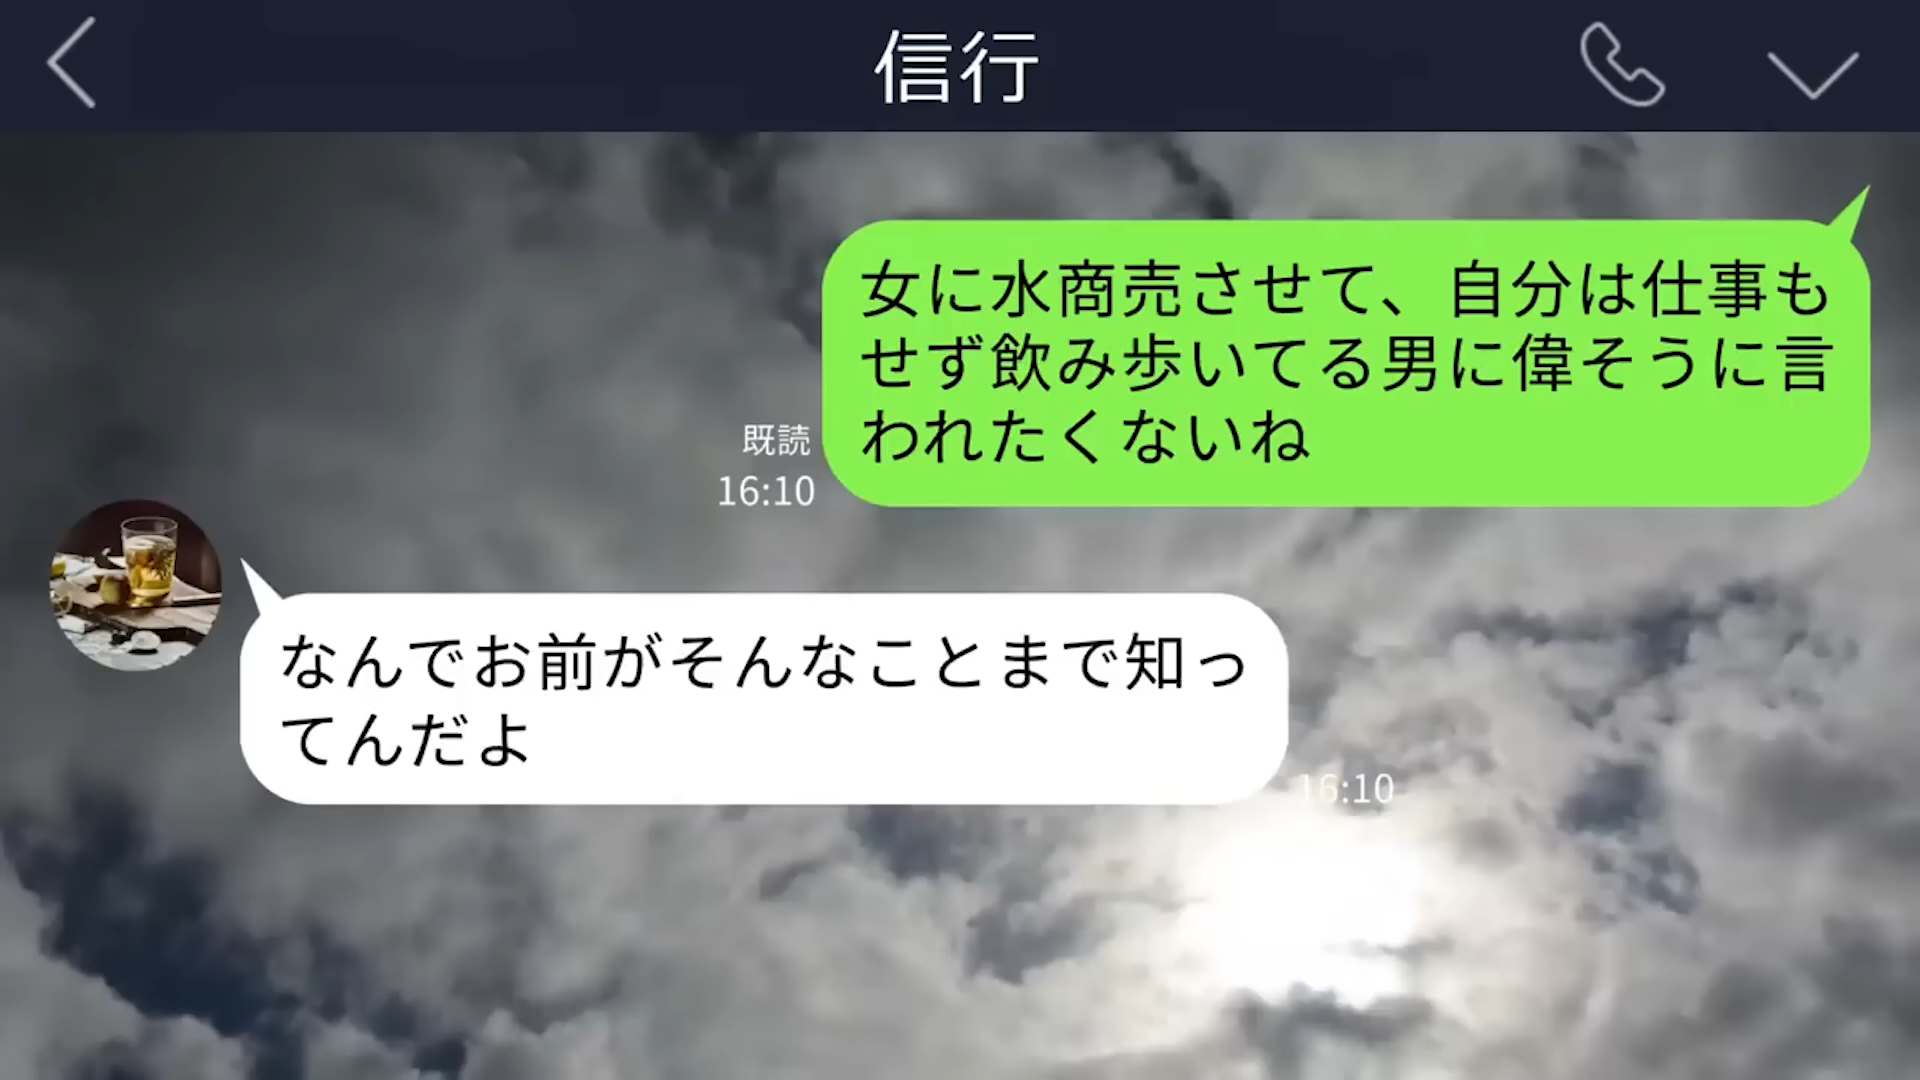 信行
女に水商売させて、自分は仕事も
せず飲み歩いてる男に偉そうに言
われたくないね
既読
16:10
なんでお前がそんなことまで知っ
てんだよ
16:10